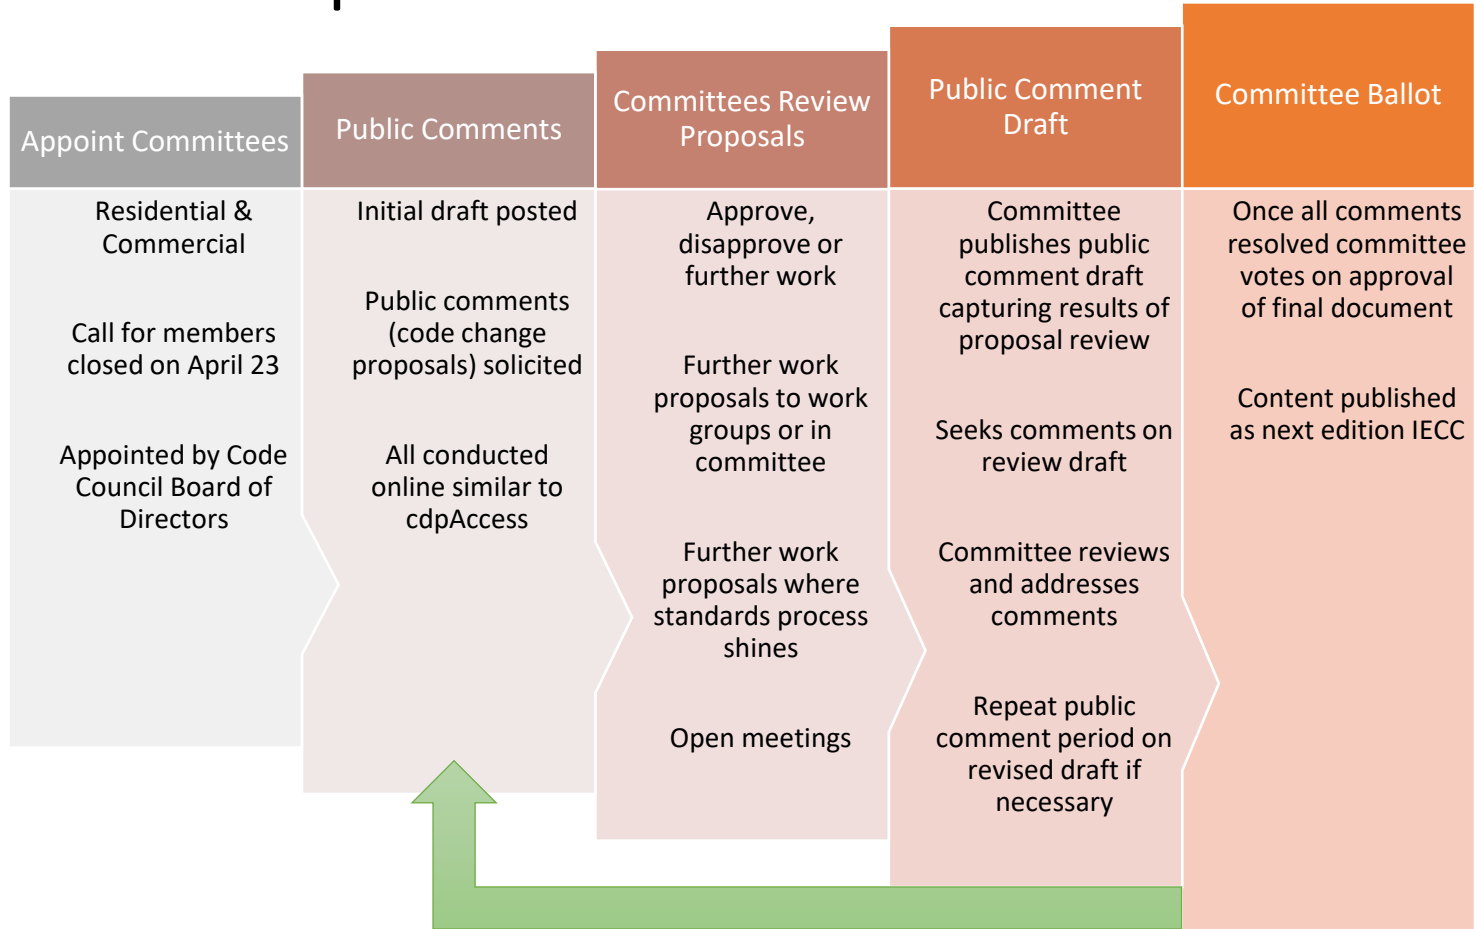 Appoint Committees
Residential &
Commercial
Call for members
closed on April 23
Appointed by Code
Council Board of
Directors
Public Comments
Initial draft posted
Public comments
(code change
proposals) solicited
All conducted
online similar to
cdpAccess
Committees Review
Proposals
Approve,
disapprove or
further work
Further work
proposals to work
groups or in
committee
Further work
proposals where
standards process
shines
Open meetings
Public Comment
Draft
Committee
publishes public
comment draft
capturing results of
proposal review
Seeks comments on
review draft
Committee reviews
and addresses
comments
Repeat public
comment period on
revised draft if
necessary
Committee Ballot
Once all comments
resolved committee
votes on approval
of final document
Content published
as next edition IECC